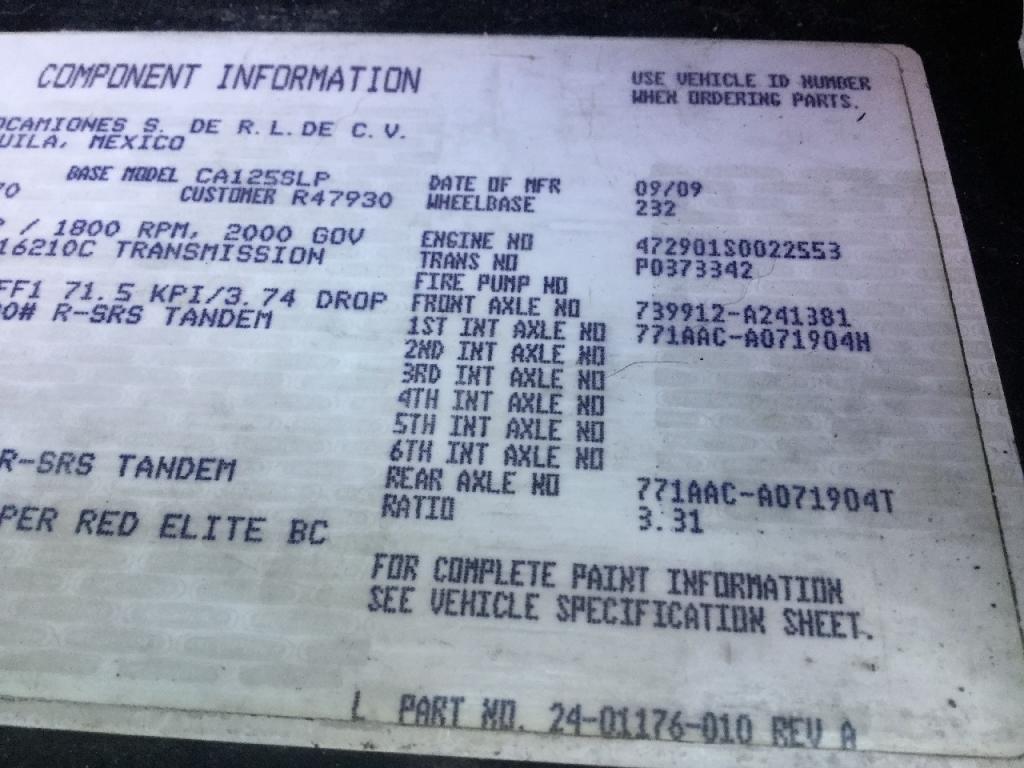 COMPONENT INFORMATION
USE VEHICLE ID NUMBER
WHEN ORDERING PARTS.
OCAMIONES S. DE R.L.DE C.V.
UILA, MEXICO
BASE MODEL CA125SLP
70 CUSTOMER R47930
DATE OF MFR 09/09
WHEELBASE 232
P / 1800 RPM, 2000 GOV
16210C TRANSMISSION
ENGINE NO 472901S0022553
TRANS NO P0373342
FIRE PUMP NO
FF1 71.5 KPI/3.74 DROP
0# R-SRS TANDEM
FRONT AXLE NO 739912-A241381
1ST INT AXLE NO 771AAC-A071904H
2ND INT AXLE NO
3RD INT AXLE NO
4TH INT AXLE NO
5TH INT AXLE NO
6TH INT AXLE NO
R-SRS TANDEM
REAR AXLE NO 771AAC-A071904T
RATIO 3.31
PER RED ELITE BC
FOR COMPLETE PAINT INFORMATION
SEE VEHICLE SPECIFICATION SHEET.
L PART NO. 24-01176-010 REV A